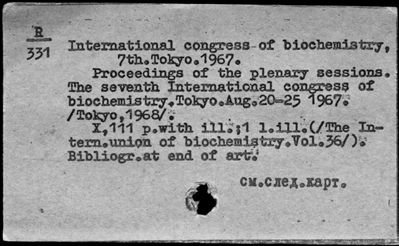 R
331
International congress of biochemistry,
7th.Tokyo.1967.
Proceedings of the plenary sessions.
The seventh International congress of
biochemistry.Tokyo.Aug.20-25 1967.
/Tokyo,1968/.
X,111 p.with ill.;1 l.ill.(/The In-
tern.union of biochemistry.Vol.36/).
Bibliogr.at end of art.
см.след.карт.